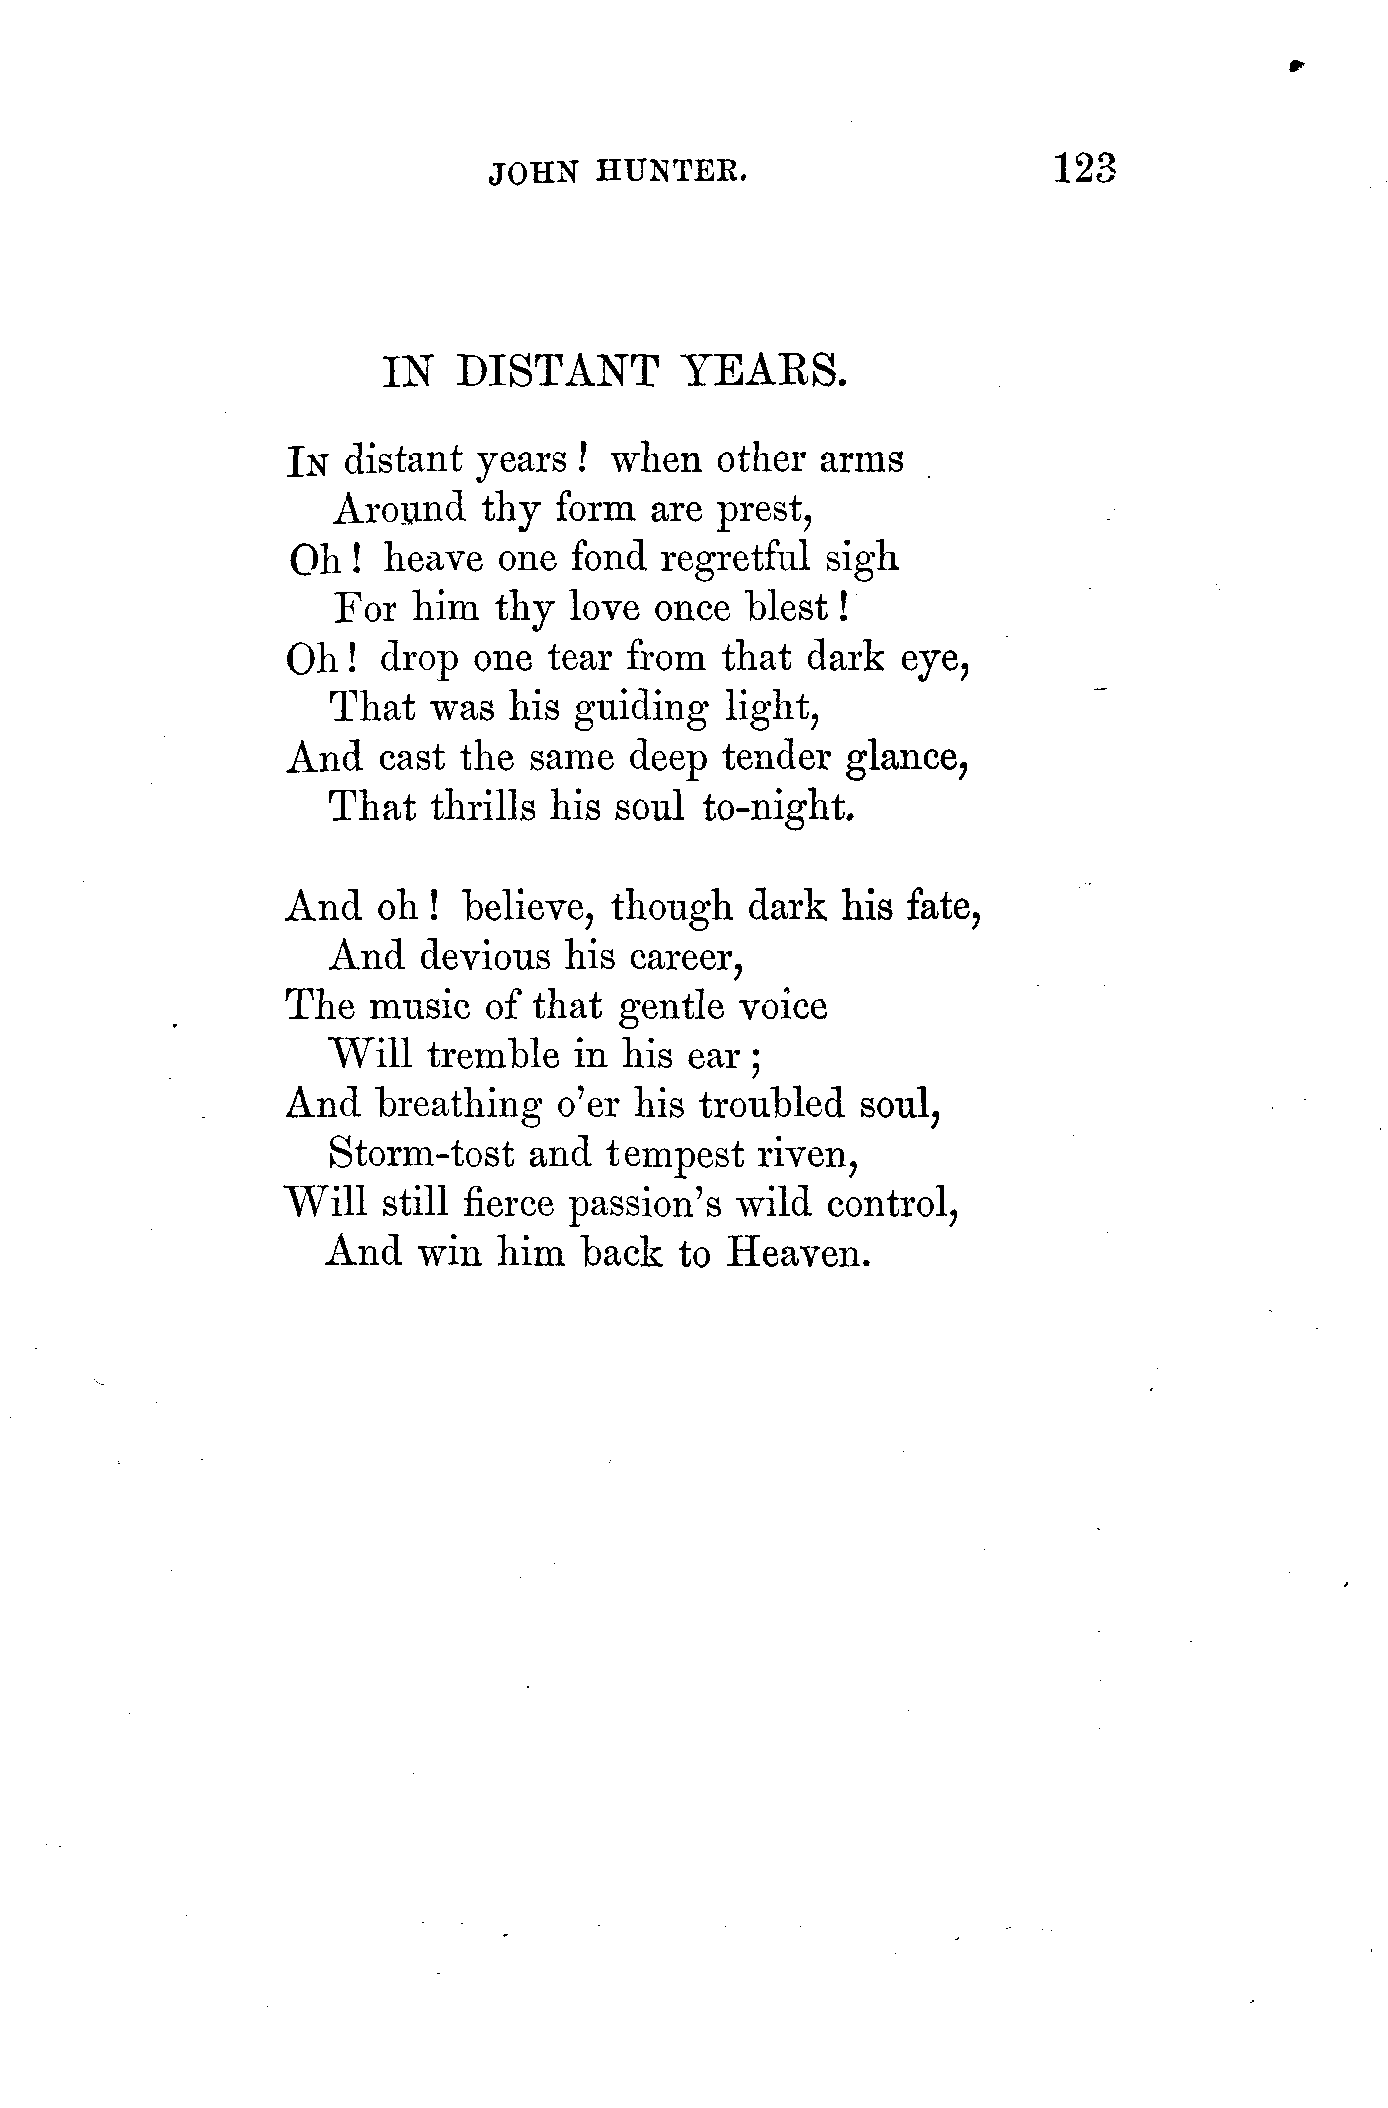 JOHN HUNTER. 123
IN DISTANT YEARS.
In distant years! when other arms
Around thy form are prest,
Oh! heave one fond regretful sigh
For him thy love once blest!
Oh! drop one tear from that dark eye,
That was his guiding light,
And cast the same deep tender glance,
That thrills his soul to-night.
And oh! believe, though dark his fate,
And devious his career,
The music of that gentle voice
Will tremble in his ear;
And breathing o'er his troubled soul,
Storm-tost and tempest riven,
Will still fierce passion's wild control,
And win him back to Heaven.